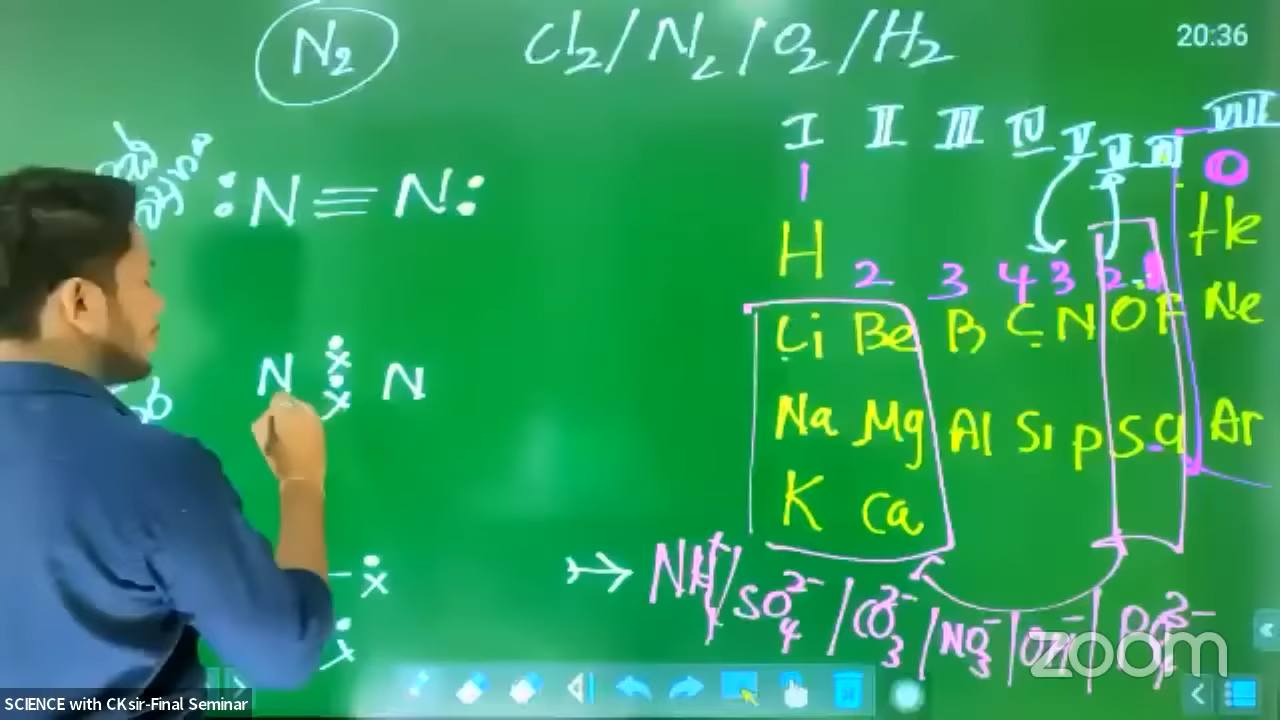 N₂ Cl₂/N₂/O₂/H₂
20:36
I II III IV V VI VII VIII
1 0
:N≡N:
H He
2 3 4 3 2 1
Li Be B C N O F Ne
N N
Na Mg Al Si P S Cl Ar
K Ca
SO₄²⁻ / CO₃²⁻ / NO₃⁻ / OH⁻
zoom
SCIENCE with CKsir-Final Seminar